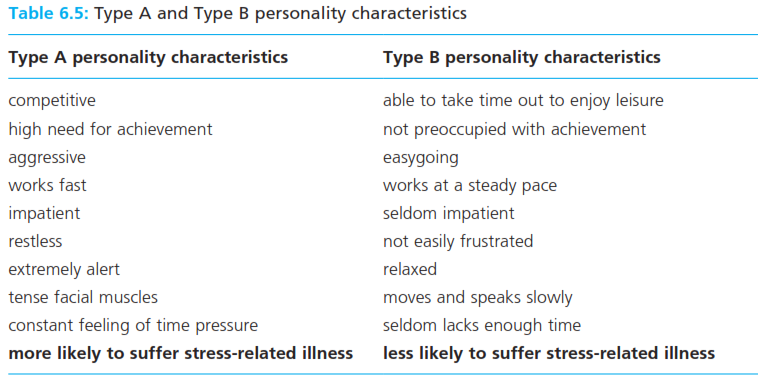 Table 6.5: Type A and Type B personality characteristics
Type A personality characteristics Type B personality characteristics
competitive able to take time out to enjoy leisure
high need for achievement not preoccupied with achievement
aggressive easygoing
works fast works at a steady pace
impatient seldom impatient
restless not easily frustrated
extremely alert relaxed
tense facial muscles moves and speaks slowly
constant feeling of time pressure seldom lacks enough time
more likely to suffer stress-related illness less likely to suffer stress-related illness